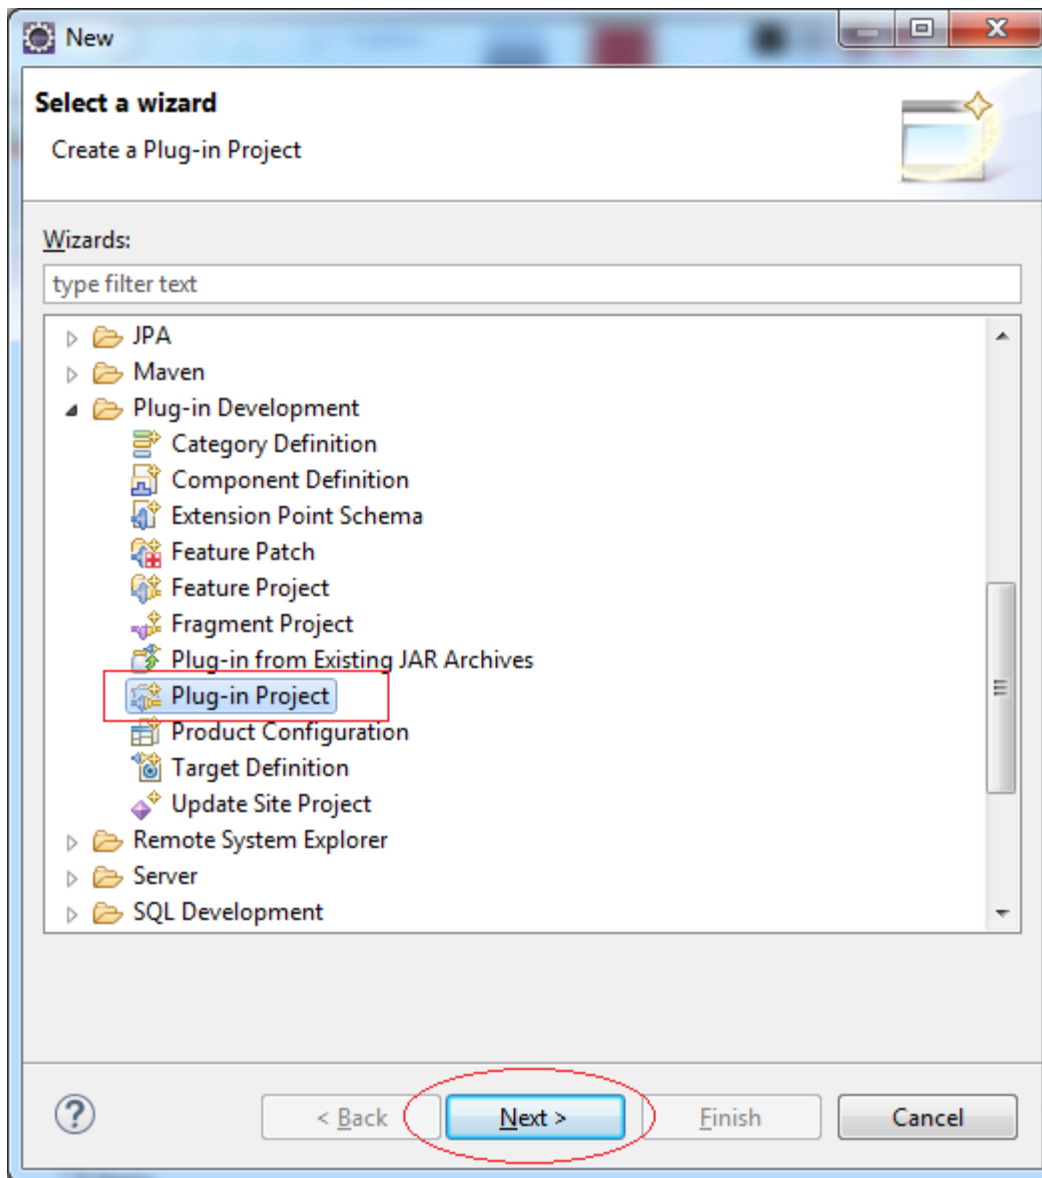 New
Select a wizard
Create a Plug-in Project
Wizards:
type filter text
JPA
Maven
Plug-in Development
Category Definition
Component Definition
Extension Point Schema
Feature Patch
Feature Project
Fragment Project
Plug-in from Existing JAR Archives
Plug-in Project
Product Configuration
Target Definition
Update Site Project
Remote System Explorer
Server
SQL Development
? < Back Next > Finish Cancel